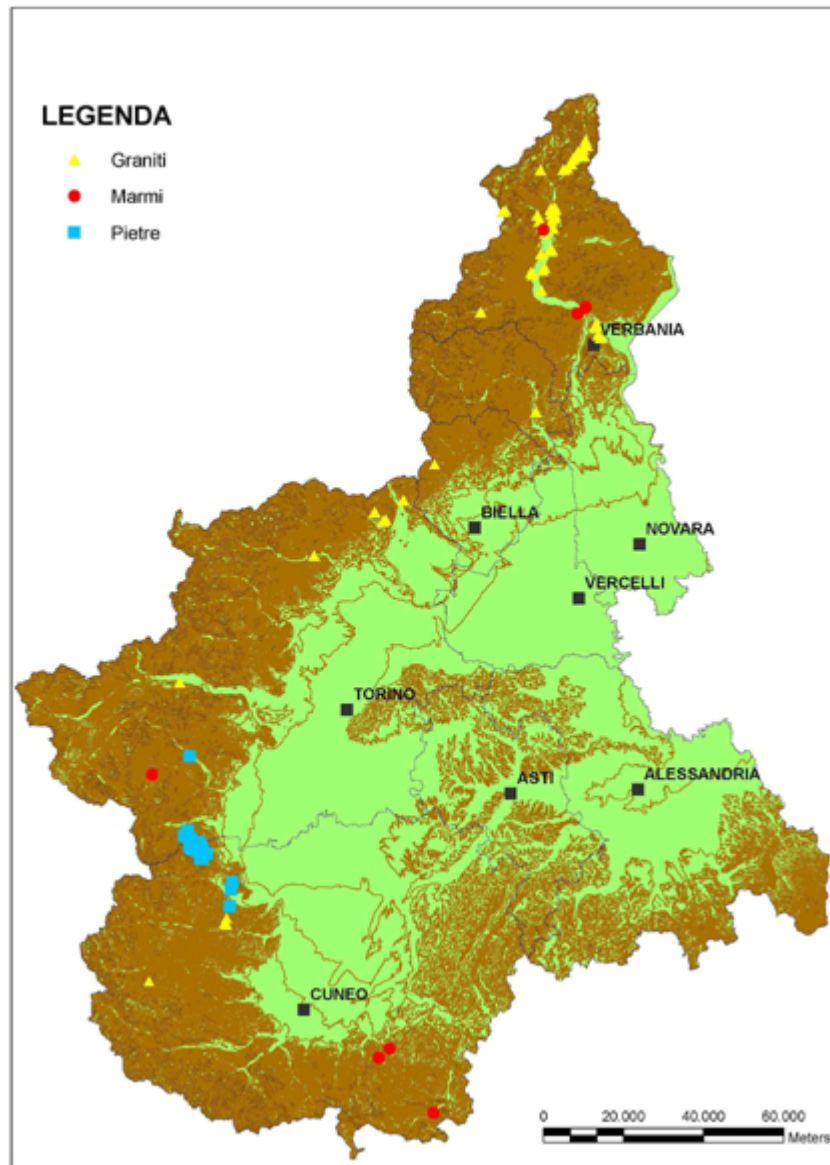 LEGENDA
Graniti
Marmi
Pietre
VERBANIA
BIELLA
NOVARA
VERCELLI
TORINO
ASTI
ALESSANDRIA
CUNEO
0 20.000 40.000 60.000
Meters